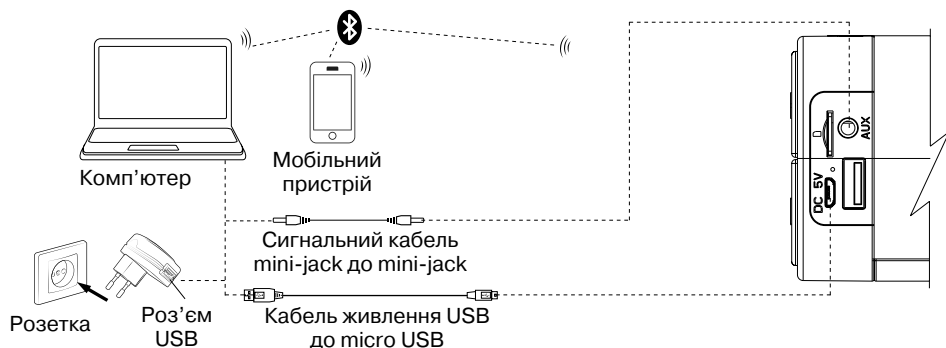 Комп’ютер
Мобільний
пристрій
AUX
DC 5V
Сигнальний кабель
mini-jack до mini-jack
Розетка
Роз’єм
USB
Кабель живлення USB
до micro USB